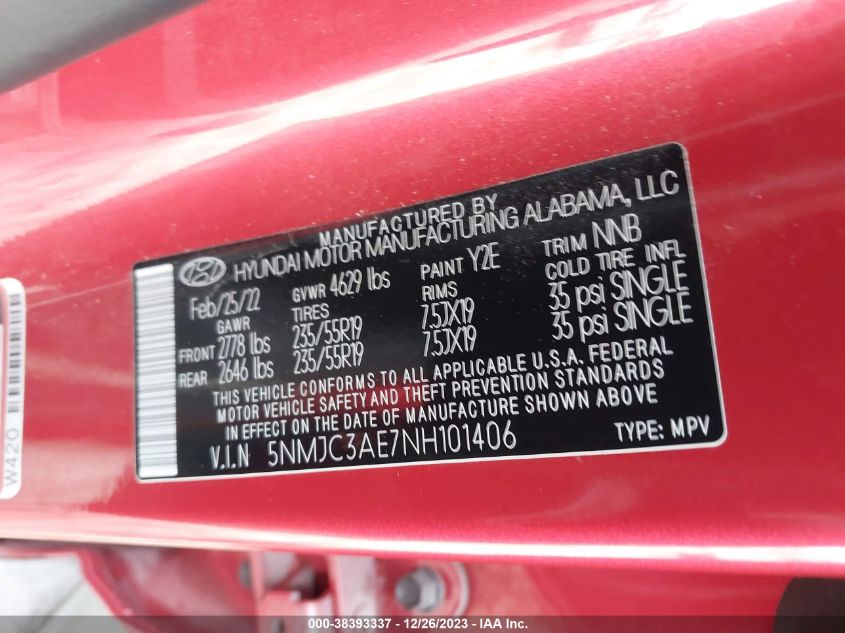 MANUFACTURED BY
HYUNDAI MOTOR MANUFACTURING ALABAMA, LLC
Feb/25/22 GVWR 4629 lbs PAINT Y2E TRIM NNB
GAWR TIRES RIMS COLD TIRE INFL
FRONT 2778 lbs 235/55R19 7.5JX19 35 psi SINGLE
REAR 2646 lbs 235/55R19 7.5JX19 35 psi SINGLE
THIS VEHICLE CONFORMS TO ALL APPLICABLE U.S.A. FEDERAL
MOTOR VEHICLE SAFETY AND THEFT PREVENTION STANDARDS
IN EFFECT ON THE DATE OF MANUFACTURE SHOWN ABOVE
V.I.N 5NMJC3AE7NH101406 TYPE: MPV
W420
000-38393337 - 12/26/2023 - IAA Inc.